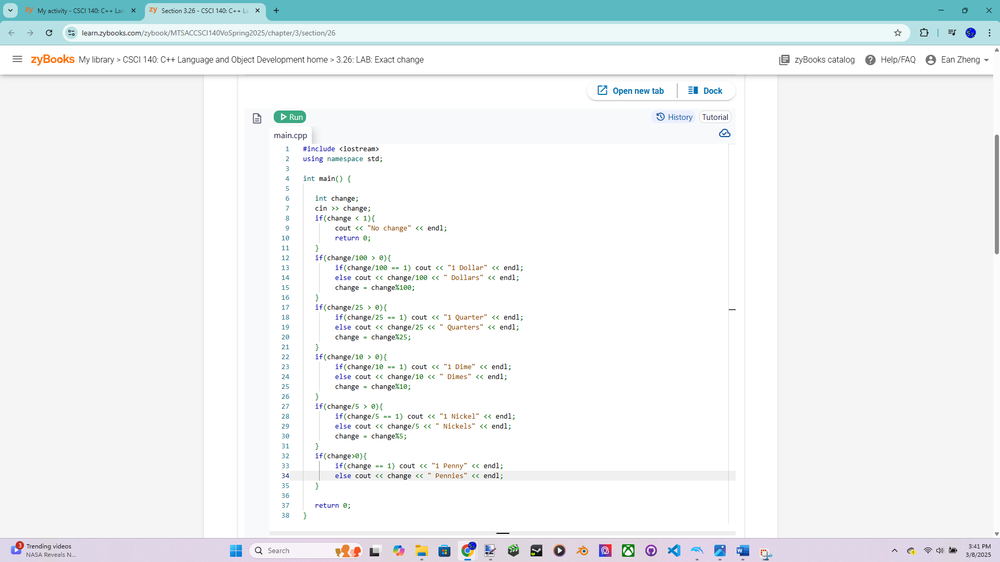 My activity - CSCI 140: C++ Lan
Section 3.26 - CSCI 140: C++ La
learn.zybooks.com/zybook/MTSACCSCI140VoSpring2025/chapter/3/section/26
zyBooks My library > CSCI 140: C++ Language and Object Development home > 3.26: LAB: Exact change
zyBooks catalog
Help/FAQ
Ean Zheng
Open new tab
Dock
Run
History
Tutorial
main.cpp
1 #include <iostream>
2 using namespace std;
3
4 int main() {
5
6 int change;
7 cin >> change;
8 if(change < 1){
9 cout << "No change" << endl;
10 return 0;
11 }
12 if(change/100 > 0){
13 if(change/100 == 1) cout << "1 Dollar" << endl;
14 else cout << change/100 << " Dollars" << endl;
15 change = change%100;
16 }
17 if(change/25 > 0){
18 if(change/25 == 1) cout << "1 Quarter" << endl;
19 else cout << change/25 << " Quarters" << endl;
20 change = change%25;
21 }
22 if(change/10 > 0){
23 if(change/10 == 1) cout << "1 Dime" << endl;
24 else cout << change/10 << " Dimes" << endl;
25 change = change%10;
26 }
27 if(change/5 > 0){
28 if(change/5 == 1) cout << "1 Nickel" << endl;
29 else cout << change/5 << " Nickels" << endl;
30 change = change%5;
31 }
32 if(change>0){
33 if(change == 1) cout << "1 Penny" << endl;
34 else cout << change << " Pennies" << endl;
35 }
36
37 return 0;
38 }
3
Trending videos
NASA Reveals N...
Search
3:41 PM
3/8/2025